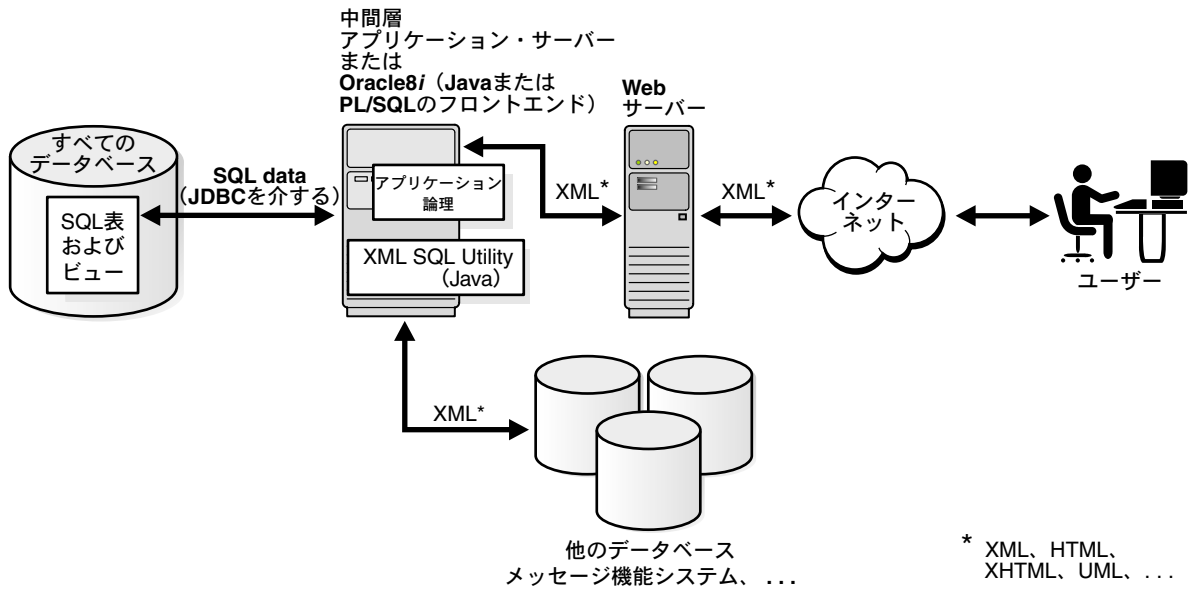 中間層
アプリケーション・サーバー
または
Oracle8i（Javaまたは
PL/SQLのフロントエンド）
Web
サーバー
すべての
データベース
SQL data
（JDBCを介する）
SQL表
および
ビュー
アプリケーション
論理
XML SQL Utility
（Java）
XML*
XML*
インター
ネット
ユーザー
XML*
他のデータベース
メッセージ機能システム、...
* XML、HTML、
XHTML、UML、...